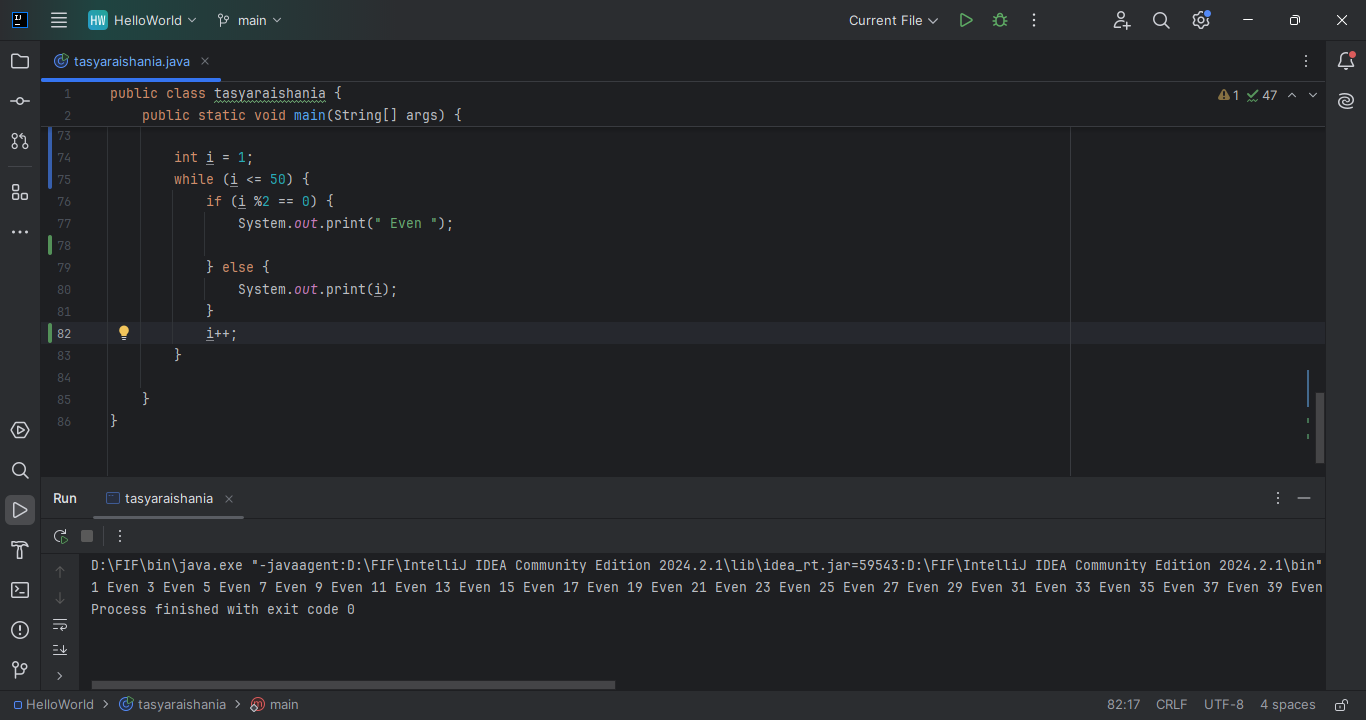 HW HelloWorld main Current File
tasyaraishania.java
1 47
1 public class tasyaraishania {
2 public static void main(String[] args) {
73
74 int i = 1;
75 while (i <= 50) {
76 if (i %2 == 0) {
77 System.out.print(" Even ");
78
79 } else {
80 System.out.print(i);
81 }
82 i++;
83 }
84
85 }
86 }
Run tasyaraishania
D:\FIF\bin\java.exe "-javaagent:D:\FIF\IntelliJ IDEA Community Edition 2024.2.1\lib\idea_rt.jar=59543:D:\FIF\IntelliJ IDEA Community Edition 2024.2.1\bin"
1 Even 3 Even 5 Even 7 Even 9 Even 11 Even 13 Even 15 Even 17 Even 19 Even 21 Even 23 Even 25 Even 27 Even 29 Even 31 Even 33 Even 35 Even 37 Even 39 Even
Process finished with exit code 0
HelloWorld tasyaraishania main 82:17 CRLF UTF-8 4 spaces